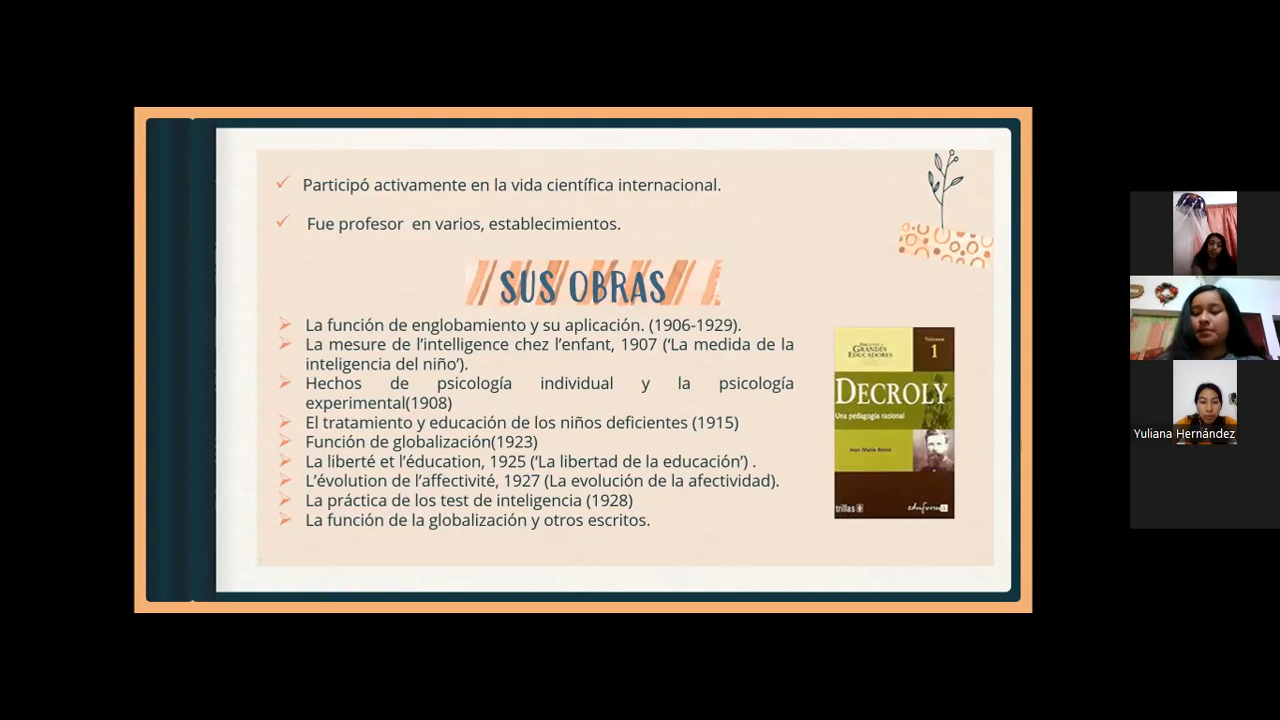 Participó activamente en la vida científica internacional.
Fue profesor en varios, establecimientos.
SUS OBRAS
La función de englobamiento y su aplicación. (1906-1929).
La mesure de l’intelligence chez l’enfant, 1907 (‘La medida de la
inteligencia del niño’).
Hechos de psicología individual y la psicología
experimental(1908)
El tratamiento y educación de los niños deficientes (1915)
Función de globalización(1923)
La liberté et l’éducation, 1925 (‘La libertad de la educación’) .
L’évolution de l’affectivité, 1927 (La evolución de la afectividad).
La práctica de los test de inteligencia (1928)
La función de la globalización y otros escritos.
GRANDES
EDUCADORES
Volumen
1
DECROLY
Una pedagogía racional
Jean-Marie Besse
trillas
eduforma
Yuliana Hernández